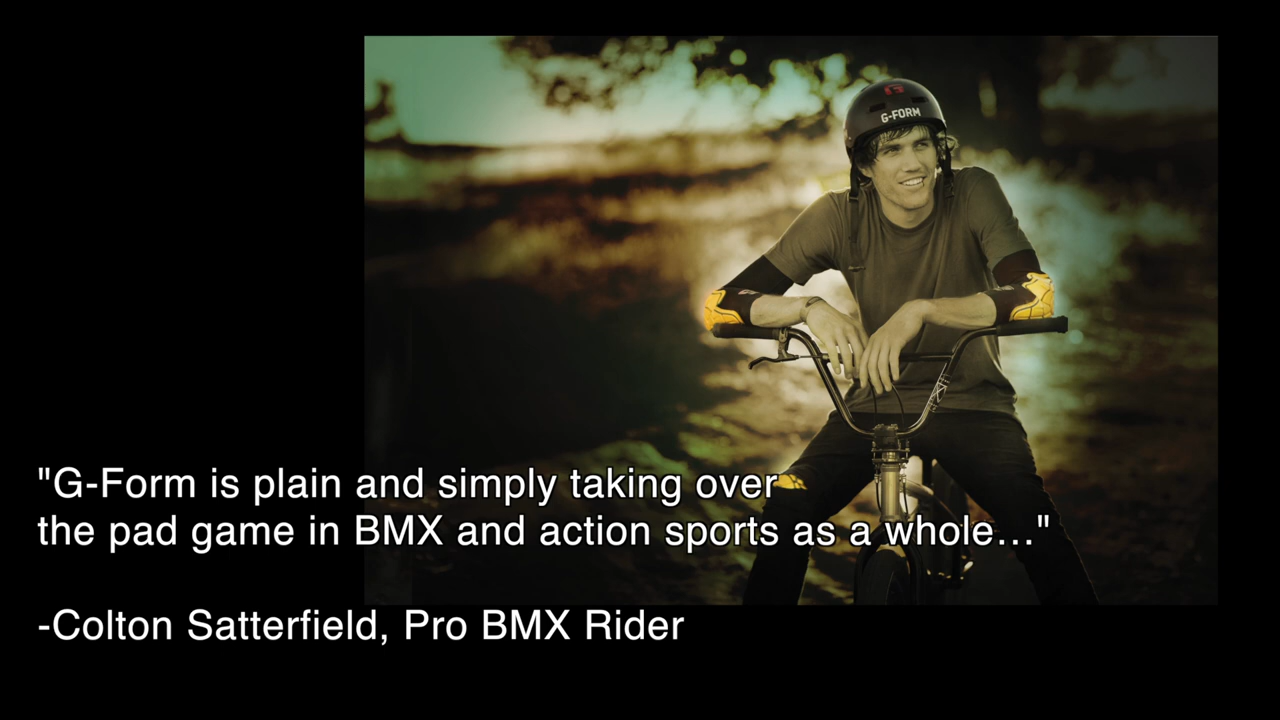 G-FORM
"G-Form is plain and simply taking over
the pad game in BMX and action sports as a whole..."
-Colton Satterfield, Pro BMX Rider